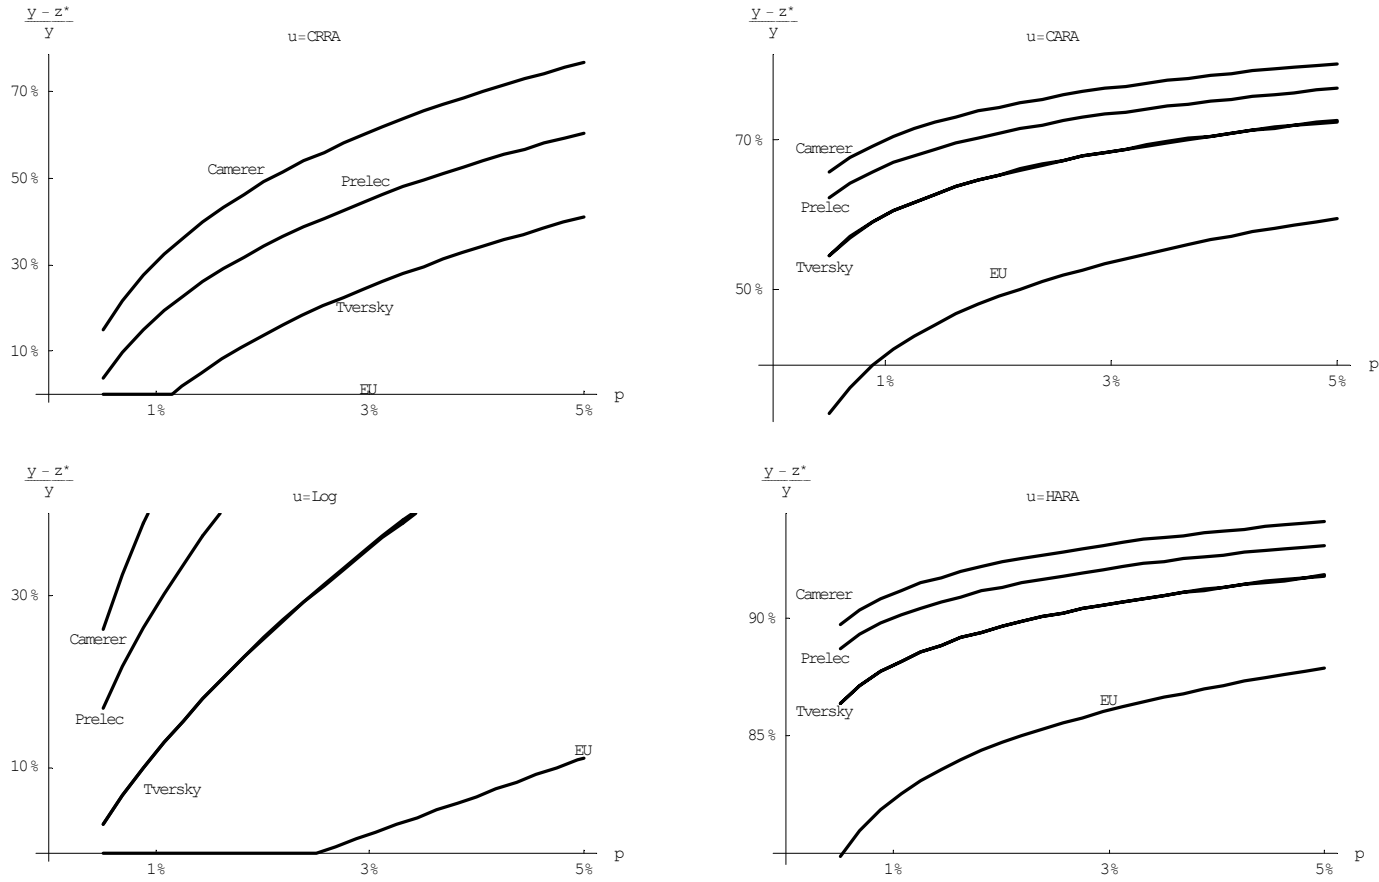 y − z*
y
u=CRRA
70%
50%
30%
10%
Camerer
Prelec
Tversky
EU
p
1%
3%
5%
y − z*
y
u=CARA
70%
50%
Camerer
Prelec
Tversky
EU
p
1%
3%
5%
y − z*
y
u=Log
30%
10%
Camerer
Prelec
Tversky
EU
p
1%
3%
5%
y − z*
y
u=HARA
90%
85%
Camerer
Prelec
Tversky
EU
p
1%
3%
5%